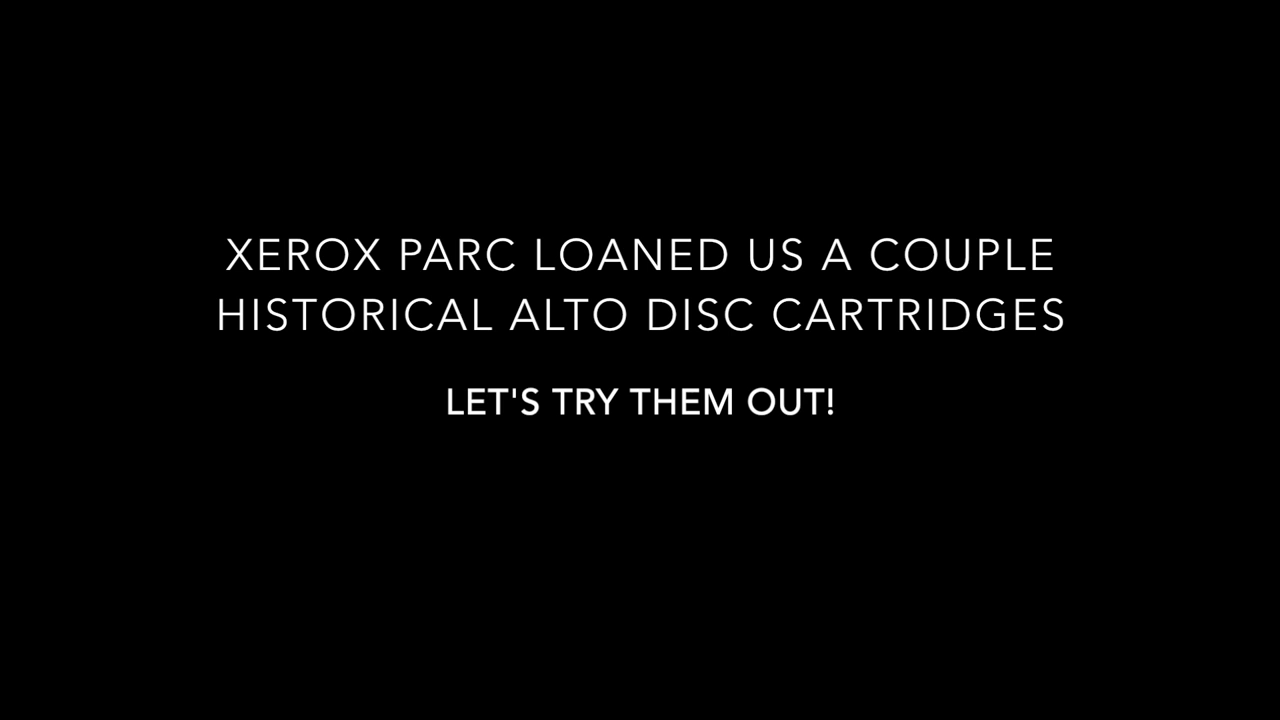 XEROX PARC LOANED US A COUPLE
HISTORICAL ALTO DISC CARTRIDGES
LET'S TRY THEM OUT!